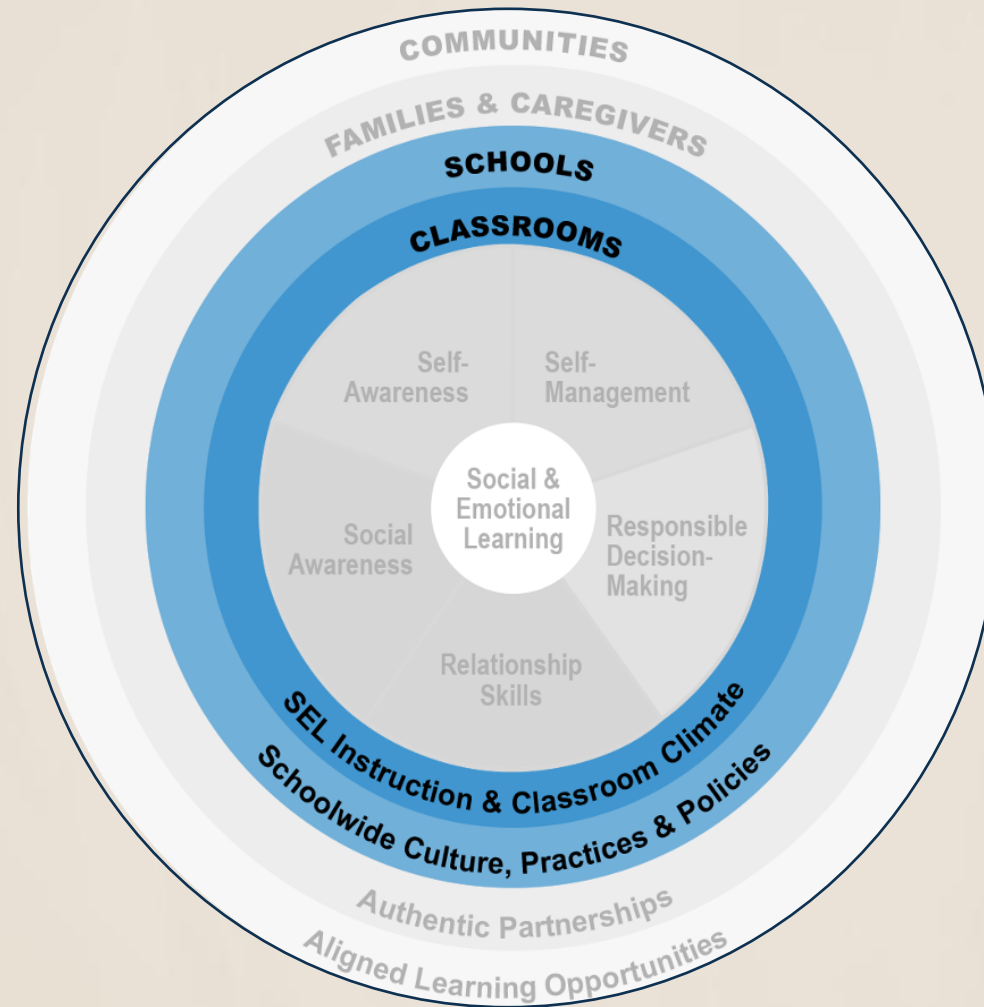 COMMUNITIES
FAMILIES & CAREGIVERS
SCHOOLS
CLASSROOMS
Self-
Awareness
Self-
Management
Social &
Emotional
Learning
Social
Awareness
Responsible
Decision-
Making
Relationship
Skills
SEL Instruction & Classroom Climate
Schoolwide Culture, Practices & Policies
Authentic Partnerships
Aligned Learning Opportunities